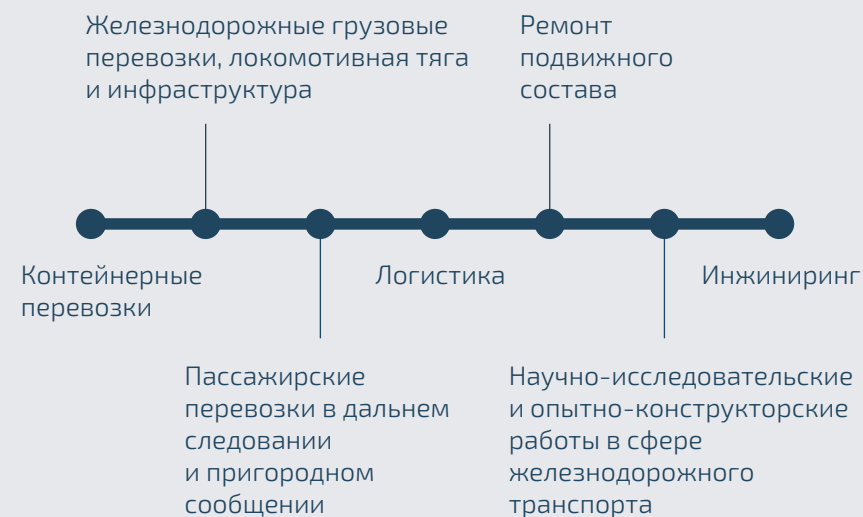 Железнодорожные грузовые
перевозки, локомотивная тяга
и инфраструктура
Ремонт
подвижного
состава
Контейнерные
перевозки
Логистика
Инжиниринг
Пассажирские
перевозки в дальнем
следовании
и пригородном
сообщении
Научно-исследовательские
и опытно-конструкторские
работы в сфере
железнодорожного
транспорта